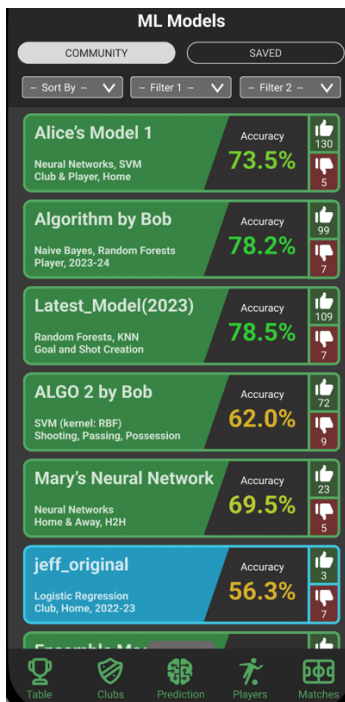 ML Models
COMMUNITY
SAVED
-- Sort By --
-- Filter 1 --
-- Filter 2 --
Alice's Model 1
Neural Networks, SVM
Club & Player, Home
Accuracy
73.5%
130
5
Algorithm by Bob
Naive Bayes, Random Forests
Player, 2023-24
Accuracy
78.2%
99
7
Latest_Model(2023)
Random Forests, KNN
Goal and Shot Creation
Accuracy
78.5%
109
7
ALGO 2 by Bob
SVM (kernel: RBF)
Shooting, Passing, Possession
Accuracy
62.0%
72
9
Mary's Neural Network
Neural Networks
Home & Away, H2H
Accuracy
69.5%
23
5
jeff_original
Logistic Regression
Club, Home, 2022-23
Accuracy
56.3%
3
7
Table
Clubs
Prediction
Players
Matches